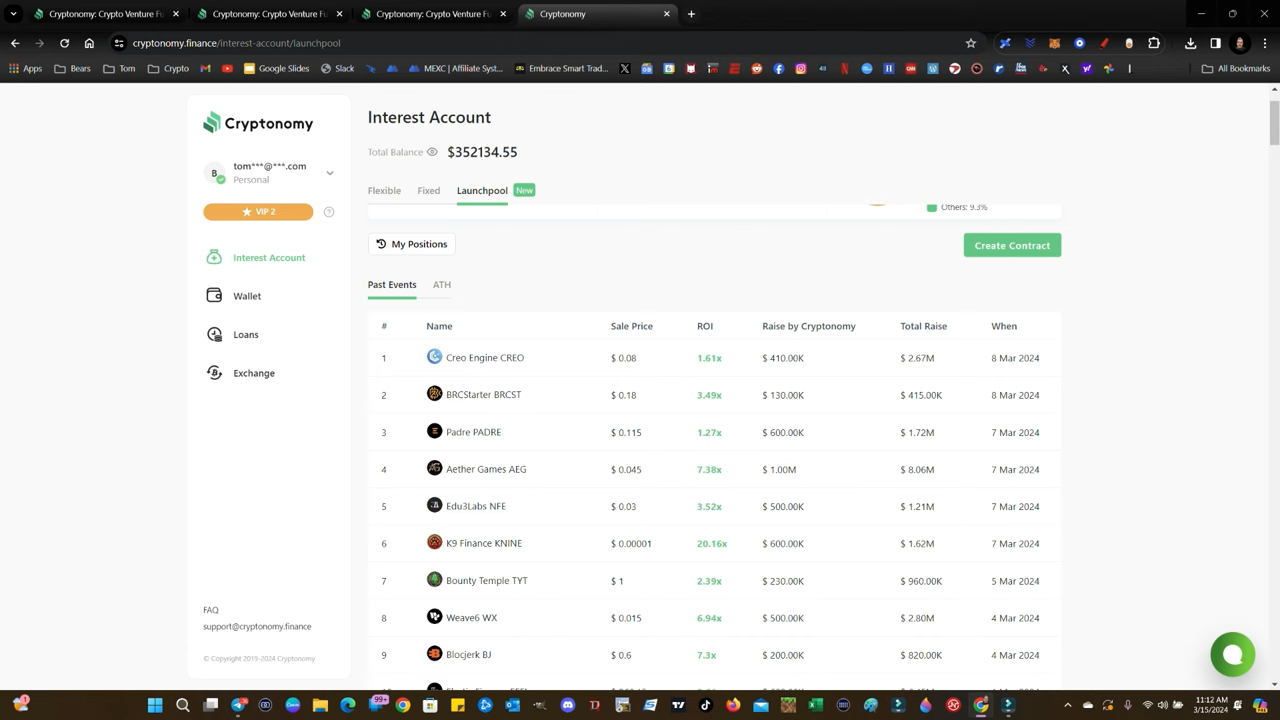 Cryptonomy: Crypto Venture Fu
Cryptonomy: Crypto Venture Fu
Cryptonomy: Crypto Venture Fu
Cryptonomy
cryptonomy.finance/interest-account/launchpool
Apps
Bears
Tom
Crypto
Google Slides
Slack
MEXC | Affiliate Syst...
Embrace Smart Trad...
All Bookmarks
Cryptonomy
B
tom***@***.com
Personal
VIP 2
Interest Account
Wallet
Loans
Exchange
FAQ
support@cryptonomy.finance
© Copyright 2019-2024 Cryptonomy
Interest Account
Total Balance $352134.55
Flexible Fixed Launchpool New
Others: 9.3%
My Positions
Create Contract
Past Events ATH
# Name Sale Price ROI Raise by Cryptonomy Total Raise When
1 Creo Engine CREO $ 0.08 1.61x $ 410.00K $ 2.67M 8 Mar 2024
2 BRCStarter BRCST $ 0.18 3.49x $ 130.00K $ 415.00K 8 Mar 2024
3 Padre PADRE $ 0.115 1.27x $ 600.00K $ 1.72M 7 Mar 2024
4 Aether Games AEG $ 0.045 7.38x $ 1.00M $ 8.06M 7 Mar 2024
5 Edu3Labs NFE $ 0.03 3.52x $ 500.00K $ 1.21M 7 Mar 2024
6 K9 Finance KNINE $ 0.00001 20.16x $ 600.00K $ 1.62M 7 Mar 2024
7 Bounty Temple TYT $ 1 2.39x $ 230.00K $ 960.00K 5 Mar 2024
8 Weave6 WX $ 0.015 6.94x $ 500.00K $ 2.80M 4 Mar 2024
9 Blocjerk BJ $ 0.6 7.3x $ 200.00K $ 820.00K 4 Mar 2024
99+
11:12 AM
3/15/2024